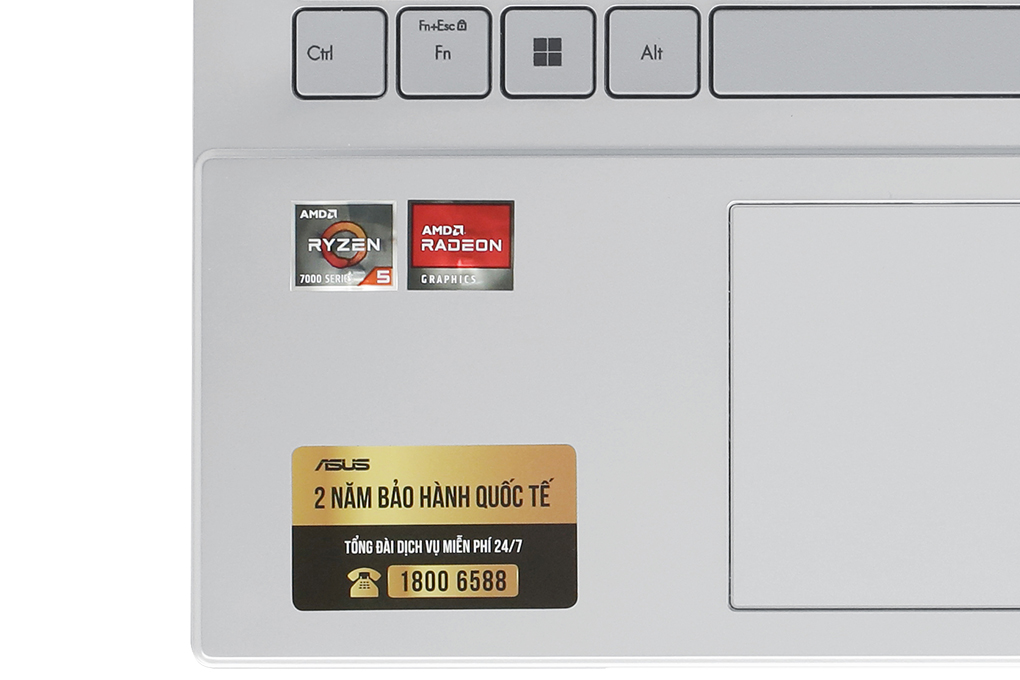 Ctrl
Fn+Esc
Fn
Alt
AMD
RYZEN
7000 SERIES
5
AMD
RADEON
GRAPHICS
ASUS
2 NĂM BẢO HÀNH QUỐC TẾ
TỔNG ĐÀI DỊCH VỤ MIỄN PHÍ 24/7
1800 6588